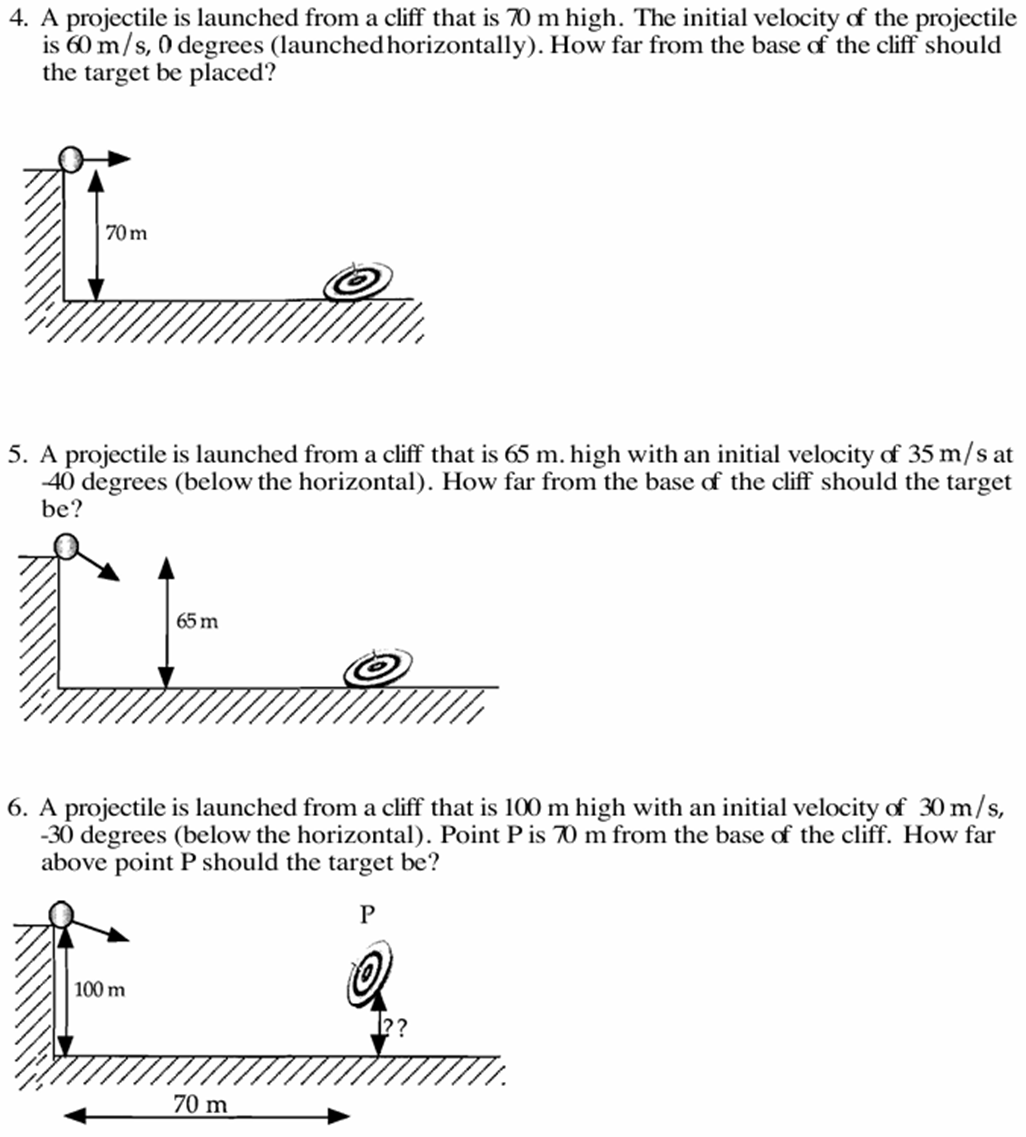 4. A projectile is launched from a cliff that is 70 m high. The initial velocity of the projectile
is 60 m/s, 0 degrees (launched horizontally). How far from the base of the cliff should
the target be placed?
70 m
5. A projectile is launched from a cliff that is 65 m. high with an initial velocity of 35 m/s at
-40 degrees (below the horizontal). How far from the base of the cliff should the target
be?
65 m
6. A projectile is launched from a cliff that is 100 m high with an initial velocity of 30 m/s,
-30 degrees (below the horizontal). Point P is 70 m from the base of the cliff. How far
above point P should the target be?
P
100 m
??
70 m